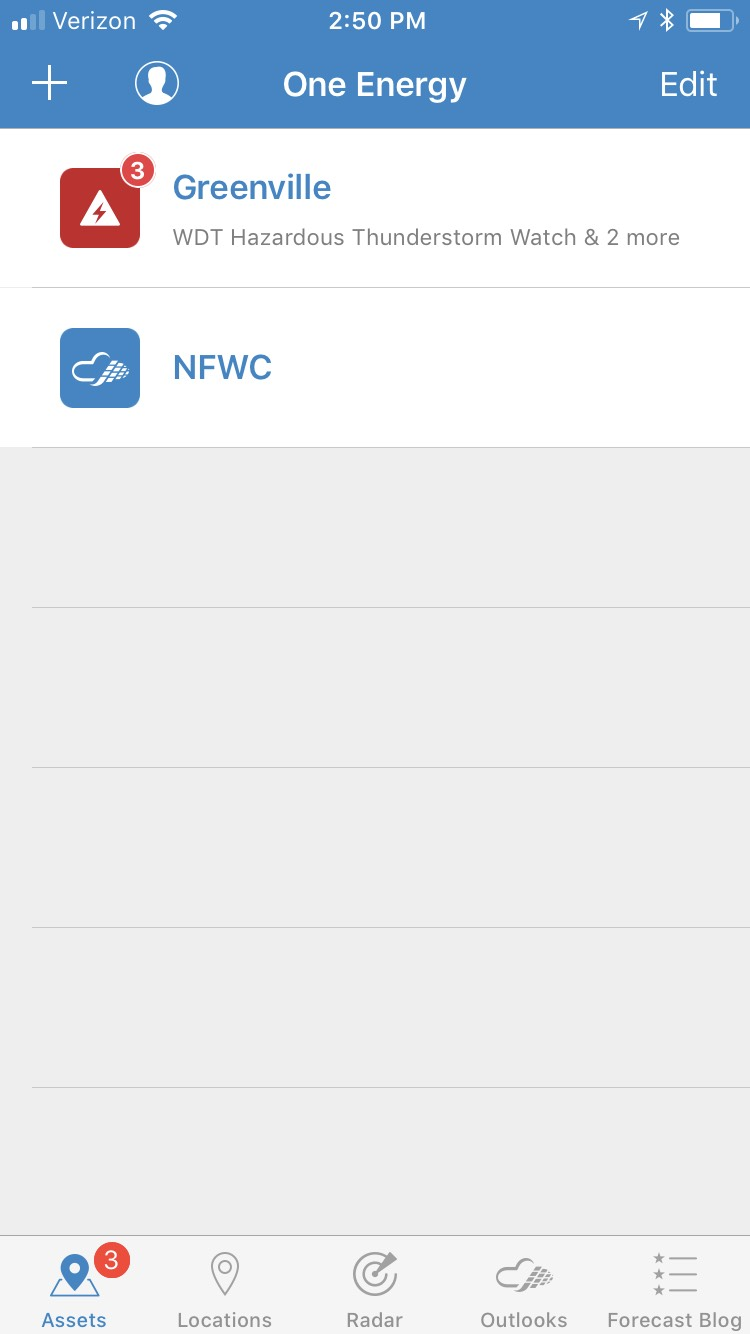 Verizon 2:50 PM
One Energy Edit
3
Greenville
WDT Hazardous Thunderstorm Watch & 2 more
NFWC
3
Assets Locations Radar Outlooks Forecast Blog